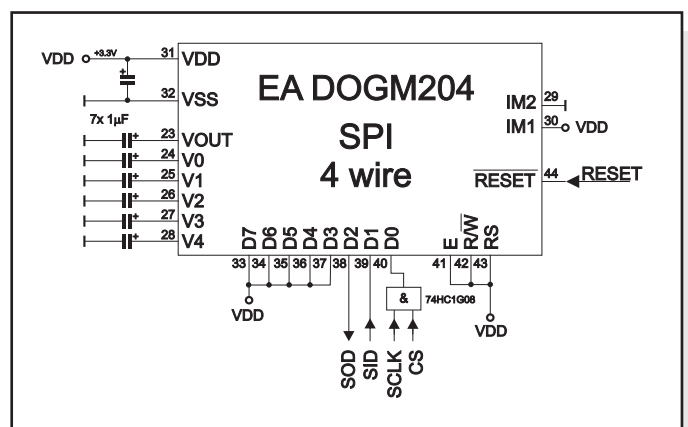 VDD
+3.3V
31
VDD
32
VSS
7x 1µF
23
VOUT
24
V0
25
V1
26
V2
27
V3
28
V4
EA DOGM204
SPI
4 wire
IM2
29
IM1
30
VDD
RESET
44
RESET
D7
D6
D5
D4
D3
D2
D1
D0
E
R/W
RS
33
34
35
36
37
38
39
40
41
42
43
VDD
&
74HC1G08
VDD
SOD
SID
SCLK
CS